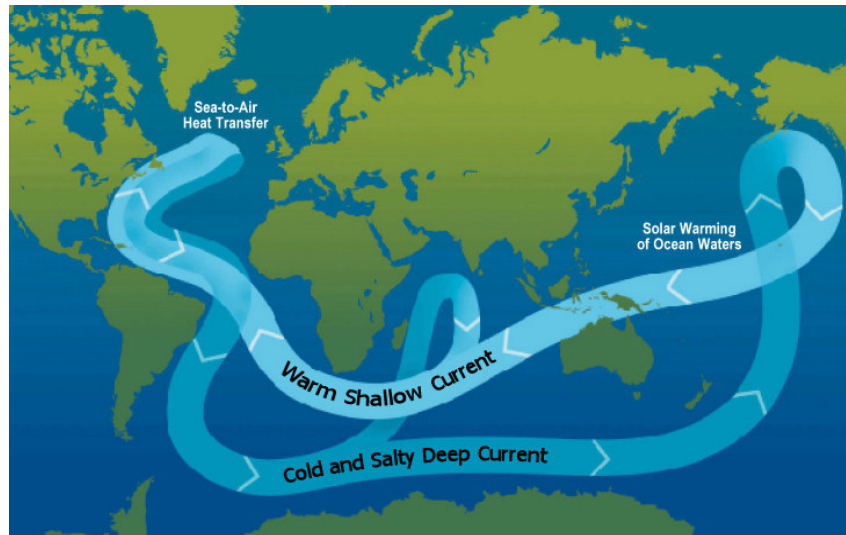 Sea-to-Air
Heat Transfer
Solar Warming
of Ocean Waters
Warm Shallow Current
Cold and Salty Deep Current